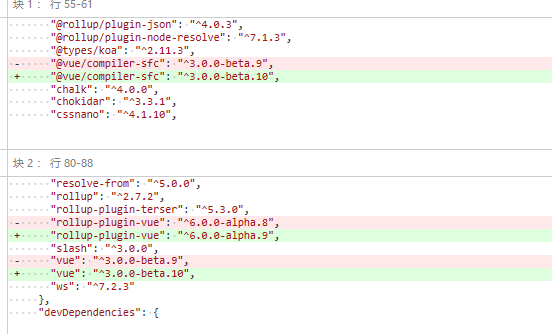 块 1： 行 55-61
"@rollup/plugin-json": "^4.0.3",
"@rollup/plugin-node-resolve": "^7.1.3",
"@types/koa": "^2.11.3",
- "@vue/compiler-sfc": "^3.0.0-beta.9",
+ "@vue/compiler-sfc": "^3.0.0-beta.10",
"chalk": "^4.0.0",
"chokidar": "^3.3.1",
"cssnano": "^4.1.10",
块 2： 行 80-88
"resolve-from": "^5.0.0",
"rollup": "^2.7.2",
"rollup-plugin-terser": "^5.3.0",
- "rollup-plugin-vue": "^6.0.0-alpha.8",
+ "rollup-plugin-vue": "^6.0.0-alpha.9",
"slash": "^3.0.0",
- "vue": "^3.0.0-beta.9",
+ "vue": "^3.0.0-beta.10",
"ws": "^7.2.3"
},
"devDependencies": {